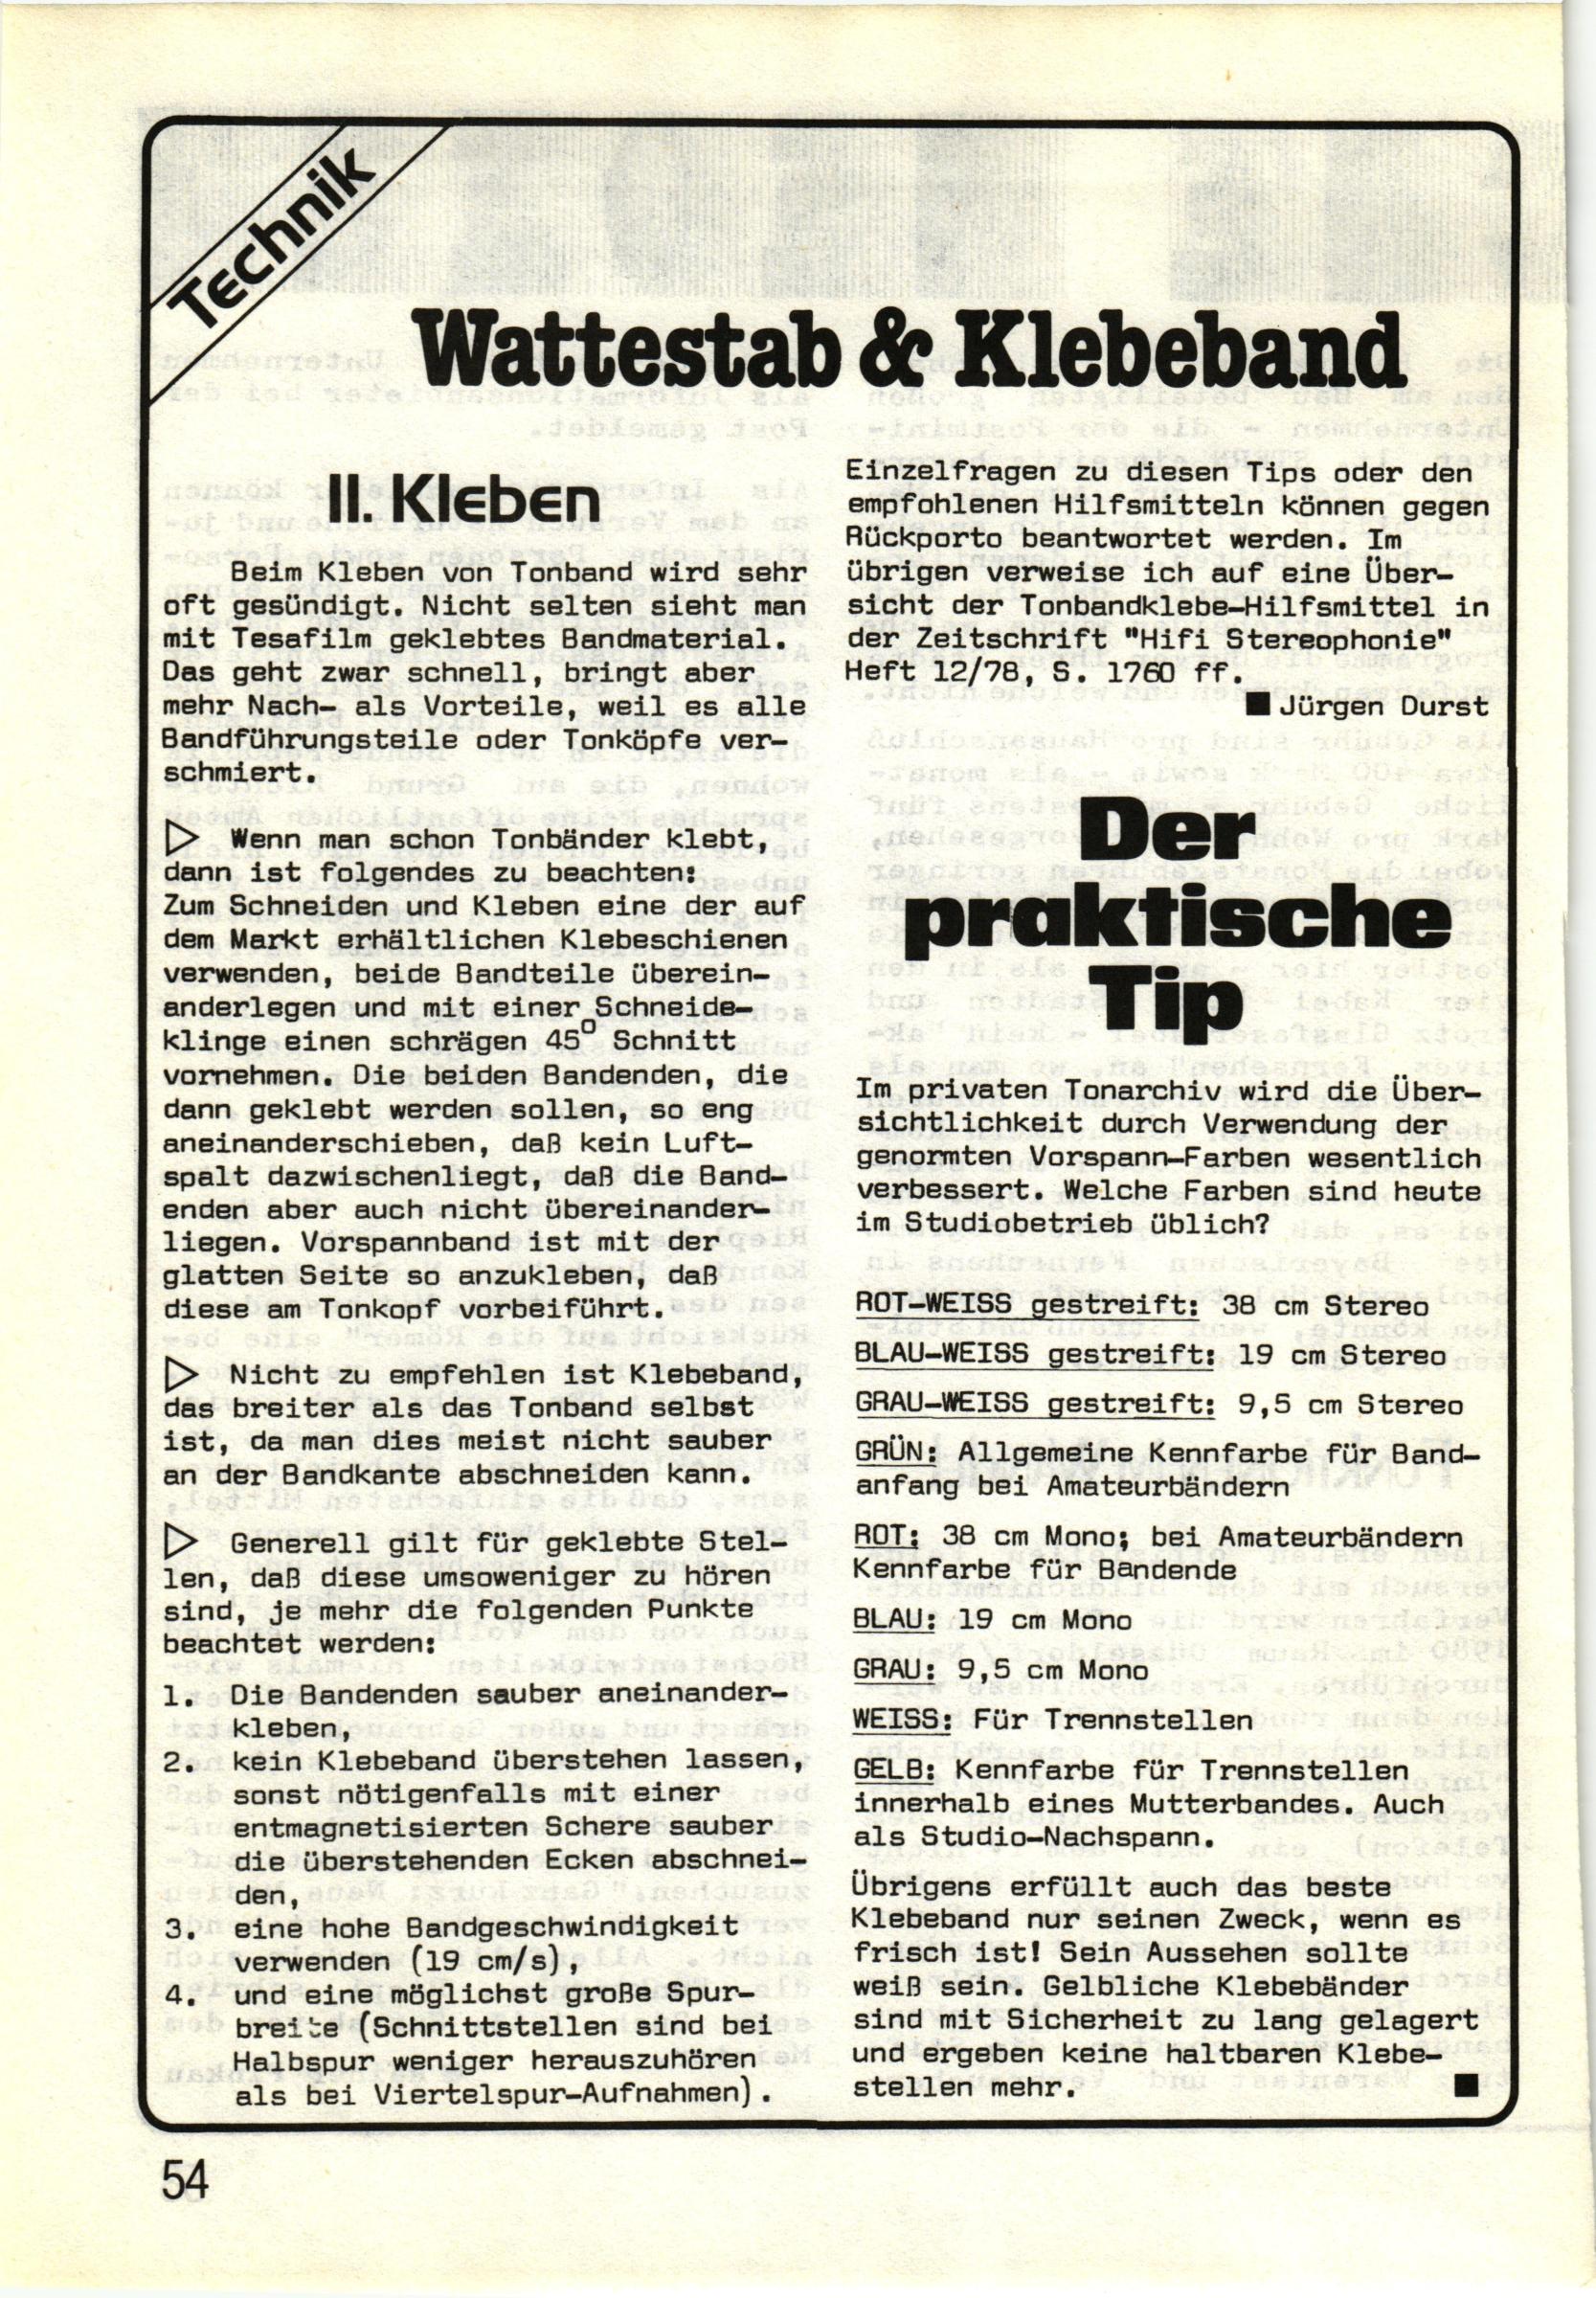 Technik
Wattestab & Klebeband
II. Kleben
Beim Kleben von Tonband wird sehr
oft gesündigt. Nicht selten sieht man
mit Tesafilm geklebtes Bandmaterial.
Das geht zwar schnell, bringt aber
mehr Nach- als Vorteile, weil es alle
Bandführungsteile oder Tonköpfe ver-
schmiert.
▷ Wenn man schon Tonbänder klebt,
dann ist folgendes zu beachten:
Zum Schneiden und Kleben eine der auf
dem Markt erhältlichen Klebeschienen
verwenden, beide Bandteile überein-
anderlegen und mit einer Schneide-
klinge einen schrägen 45° Schnitt
vornehmen. Die beiden Bandenden, die
dann geklebt werden sollen, so eng
aneinanderschieben, daß kein Luft-
spalt dazwischenliegt, daß die Band-
enden aber auch nicht übereinander-
liegen. Vorspannband ist mit der
glatten Seite so anzukleben, daß
diese am Tonkopf vorbeiführt.
▷ Nicht zu empfehlen ist Klebeband,
das breiter als das Tonband selbst
ist, da man dies meist nicht sauber
an der Bandkante abschneiden kann.
▷ Generell gilt für geklebte Stel-
len, daß diese umsoweniger zu hören
sind, je mehr die folgenden Punkte
beachtet werden:
1. Die Bandenden sauber aneinander-
kleben,
2. kein Klebeband überstehen lassen,
sonst nötigenfalls mit einer
entmagnetisierten Schere sauber
die überstehenden Ecken abschnei-
den,
3. eine hohe Bandgeschwindigkeit
verwenden (19 cm/s),
4. und eine möglichst große Spur-
breite (Schnittstellen sind bei
Halbspur weniger herauszuhören
als bei Viertelspur-Aufnahmen).
Einzelfragen zu diesen Tips oder den
empfohlenen Hilfsmitteln können gegen
Rückporto beantwortet werden. Im
übrigen verweise ich auf eine Über-
sicht der Tonbandklebe-Hilfsmittel in
der Zeitschrift "Hifi Stereophonie"
Heft 12/78, S. 1760 ff.
■ Jürgen Durst
Der
praktische
Tip
Im privaten Tonarchiv wird die Über-
sichtlichkeit durch Verwendung der
genormten Vorspann-Farben wesentlich
verbessert. Welche Farben sind heute
im Studiobetrieb üblich?
ROT-WEISS gestreift: 38 cm Stereo
BLAU-WEISS gestreift: 19 cm Stereo
GRAU-WEISS gestreift: 9,5 cm Stereo
GRÜN: Allgemeine Kennfarbe für Band-
anfang bei Amateurbändern
ROT: 38 cm Mono; bei Amateurbändern
Kennfarbe für Bandende
BLAU: 19 cm Mono
GRAU: 9,5 cm Mono
WEISS: Für Trennstellen
GELB: Kennfarbe für Trennstellen
innerhalb eines Mutterbandes. Auch
als Studio-Nachspann.
Übrigens erfüllt auch das beste
Klebeband nur seinen Zweck, wenn es
frisch ist! Sein Aussehen sollte
weiß sein. Gelbliche Klebebänder
sind mit Sicherheit zu lang gelagert
und ergeben keine haltbaren Klebe-
stellen mehr. ■
54